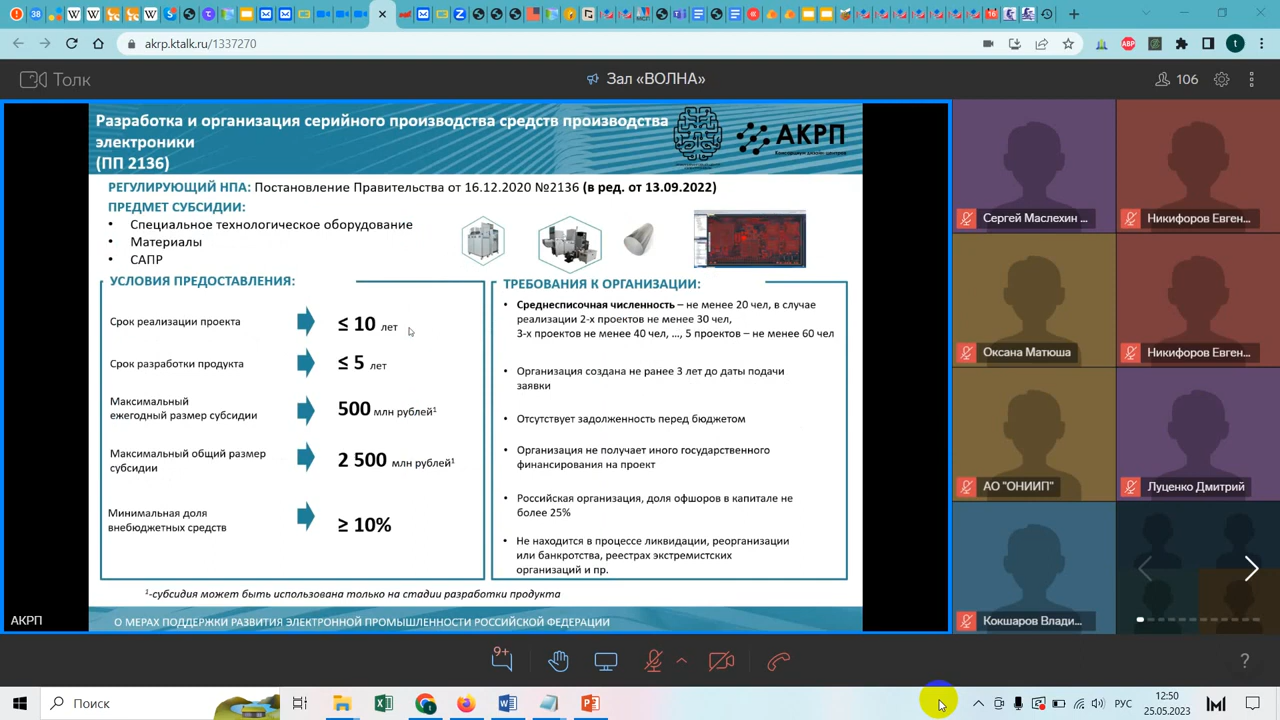 38
16
akrp.ktalk.ru/1337270
ABP
t
Толк
Зал «ВОЛНА»
106
Разработка и организация серийного производства средств производства
электроники
(ПП 2136)
АКРП
Консорциум дизайн центров
РЕГУЛИРУЮЩИЙ НПА: Постановление Правительства от 16.12.2020 №2136 (в ред. от 13.09.2022)
ПРЕДМЕТ СУБСИДИИ:
• Специальное технологическое оборудование
• Материалы
• САПР
УСЛОВИЯ ПРЕДОСТАВЛЕНИЯ:
Срок реализации проекта
≤ 10 лет
Срок разработки продукта
≤ 5 лет
Максимальный
ежегодный размер субсидии
500 млн рублей¹
Максимальный общий размер
субсидии
2 500 млн рублей¹
Минимальная доля
внебюджетных средств
≥ 10%
ТРЕБОВАНИЯ К ОРГАНИЗАЦИИ:
• Среднесписочная численность – не менее 20 чел, в случае
реализации 2-х проектов не менее 30 чел,
3-х проектов не менее 40 чел, ..., 5 проектов – не менее 60 чел
• Организация создана не ранее 3 лет до даты подачи
заявки
• Отсутствует задолженность перед бюджетом
• Организация не получает иного государственного
финансирования на проект
• Российская организация, доля офшоров в капитале не
более 25%
• Не находится в процессе ликвидации, реорганизации
или банкротства, реестрах экстремистских
организаций и пр.
¹-субсидия может быть использована только на стадии разработки продукта
О МЕРАХ ПОДДЕРЖКИ РАЗВИТИЯ ЭЛЕКТРОННОЙ ПРОМЫШЛЕННОСТИ РОССИЙСКОЙ ФЕДЕРАЦИИ
АКРП
Сергей Маслехин ...
Никифоров Евген...
Оксана Матюша
Никифоров Евген...
АО "ОНИИП"
Луценко Дмитрий
Кокшаров Влади...
9+
?
Поиск
РУС
12:50
25.05.2023